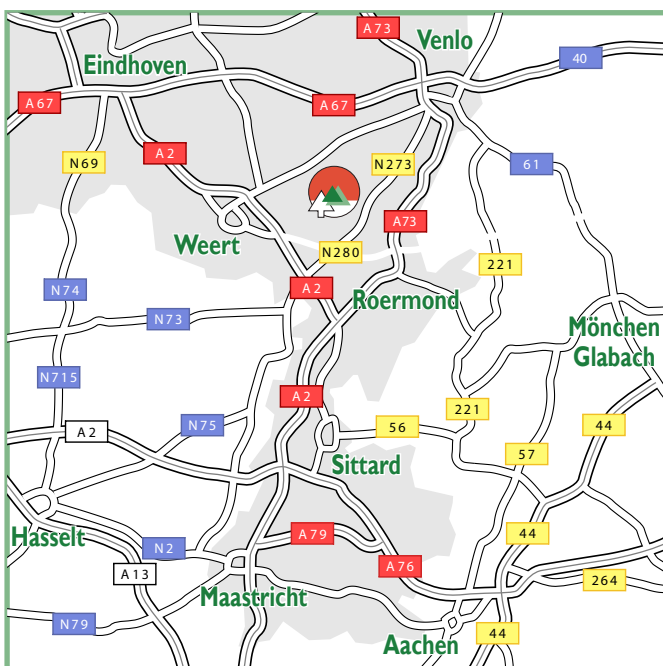 A73
Venlo
40
Eindhoven
A67
A67
A2
N69
N273
61
A73
Weert
N280
221
N74
A2
Roermond
N73
Mönchen
Glabach
N715
A2
221
A2
N75
56
44
57
Sittard
Hasselt
A79
44
N2
A13
A76
264
Maastricht
N79
Aachen
44